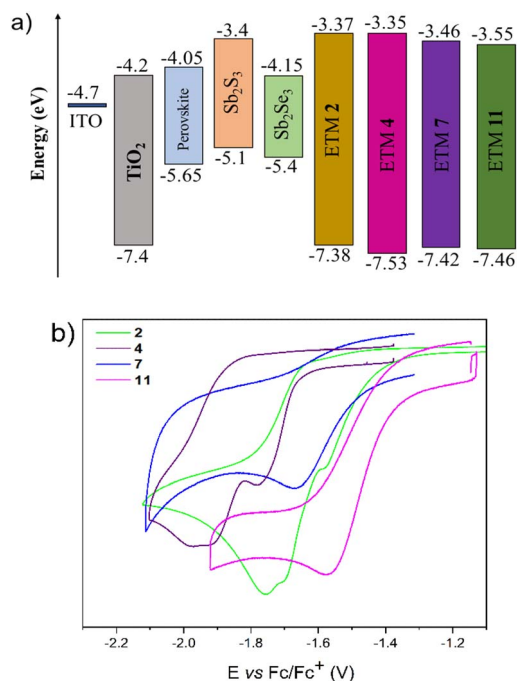 a)
Energy (eV)
-4.7
ITO
-4.2
TiO2
-7.4
-4.05
Perovskite
-5.65
-3.4
Sb2S3
-5.1
-4.15
Sb2Se3
-5.4
-3.37
ETM 2
-7.38
-3.35
ETM 4
-7.53
-3.46
ETM 7
-7.42
-3.55
ETM 11
-7.46
b)
2
4
7
11
-2.2 -2.0 -1.8 -1.6 -1.4 -1.2
E vs Fc/Fc+ (V)